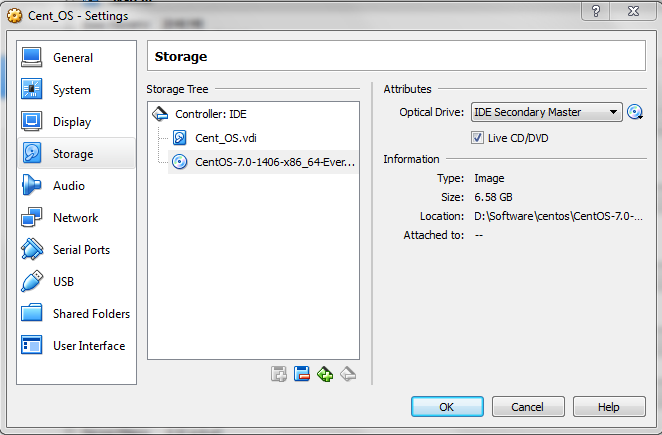 Cent_OS - Settings
General
System
Display
Storage
Audio
Network
Serial Ports
USB
Shared Folders
User Interface
Storage
Storage Tree
Controller: IDE
Cent_OS.vdi
CentOS-7.0-1406-x86_64-Ever...
Attributes
Optical Drive: IDE Secondary Master
Live CD/DVD
Information
Type: Image
Size: 6.58 GB
Location: D:\Software\centos\CentOS-7.0-...
Attached to: --
OK Cancel Help